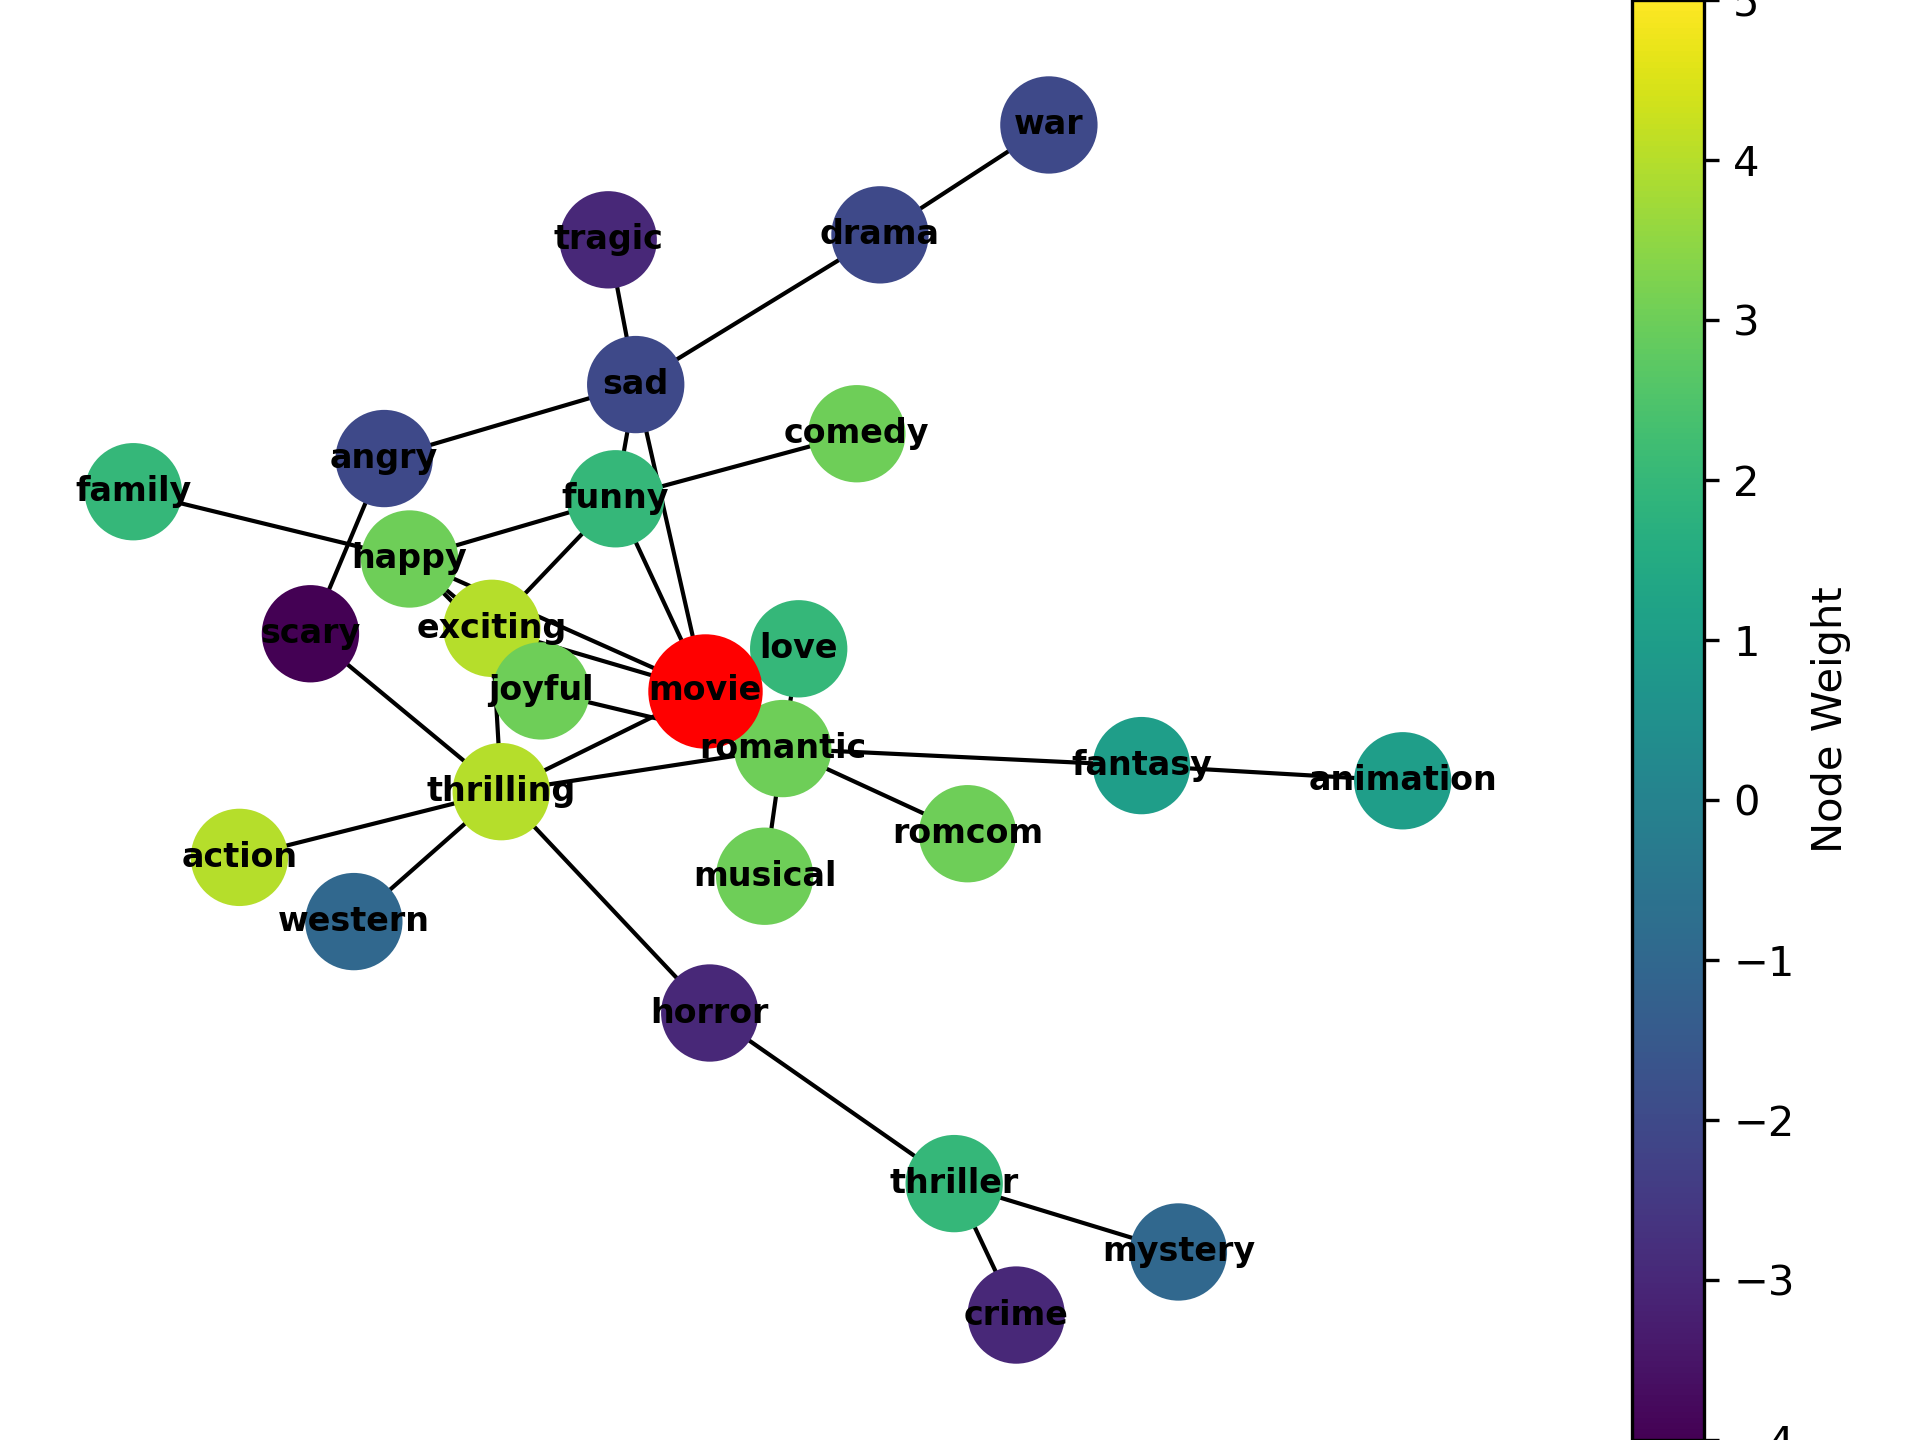 5
war
4
tragic
drama
3
sad
comedy
angry
family
funny
2
happy
exciting
scary
love
1
joyful
movie
romantic
fantasy
animation
thrilling
0
romcom
action
musical
western
−1
horror
−2
thriller
mystery
−3
crime
−4
Node Weight